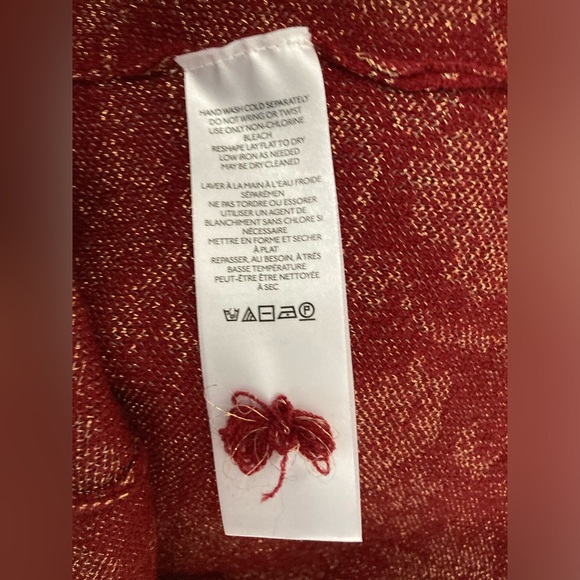 HAND WASH COLD SEPARATELY
DO NOT WRING OR TWIST
USE ONLY NON-CHLORINE
BLEACH
RESHAPE LAY FLAT TO DRY
LOW IRON AS NEEDED
MAY BE DRY CLEANED
LAVER À LA MAIN À L'EAU FROIDE
SÉPARÉMEN
NE PAS TORDRE OU ESSORER
UTILISER UN AGENT DE
BLANCHIMENT SANS CHLORE SI
NÉCESSAIRE
METTRE EN FORME ET SECHER
À PLAT
REPASSER, AU BESOIN, À TRÈS
BASSE TEMPÉRATURE
PEUT-ÊTRE ÊTRE NETTOYÉE
À SEC